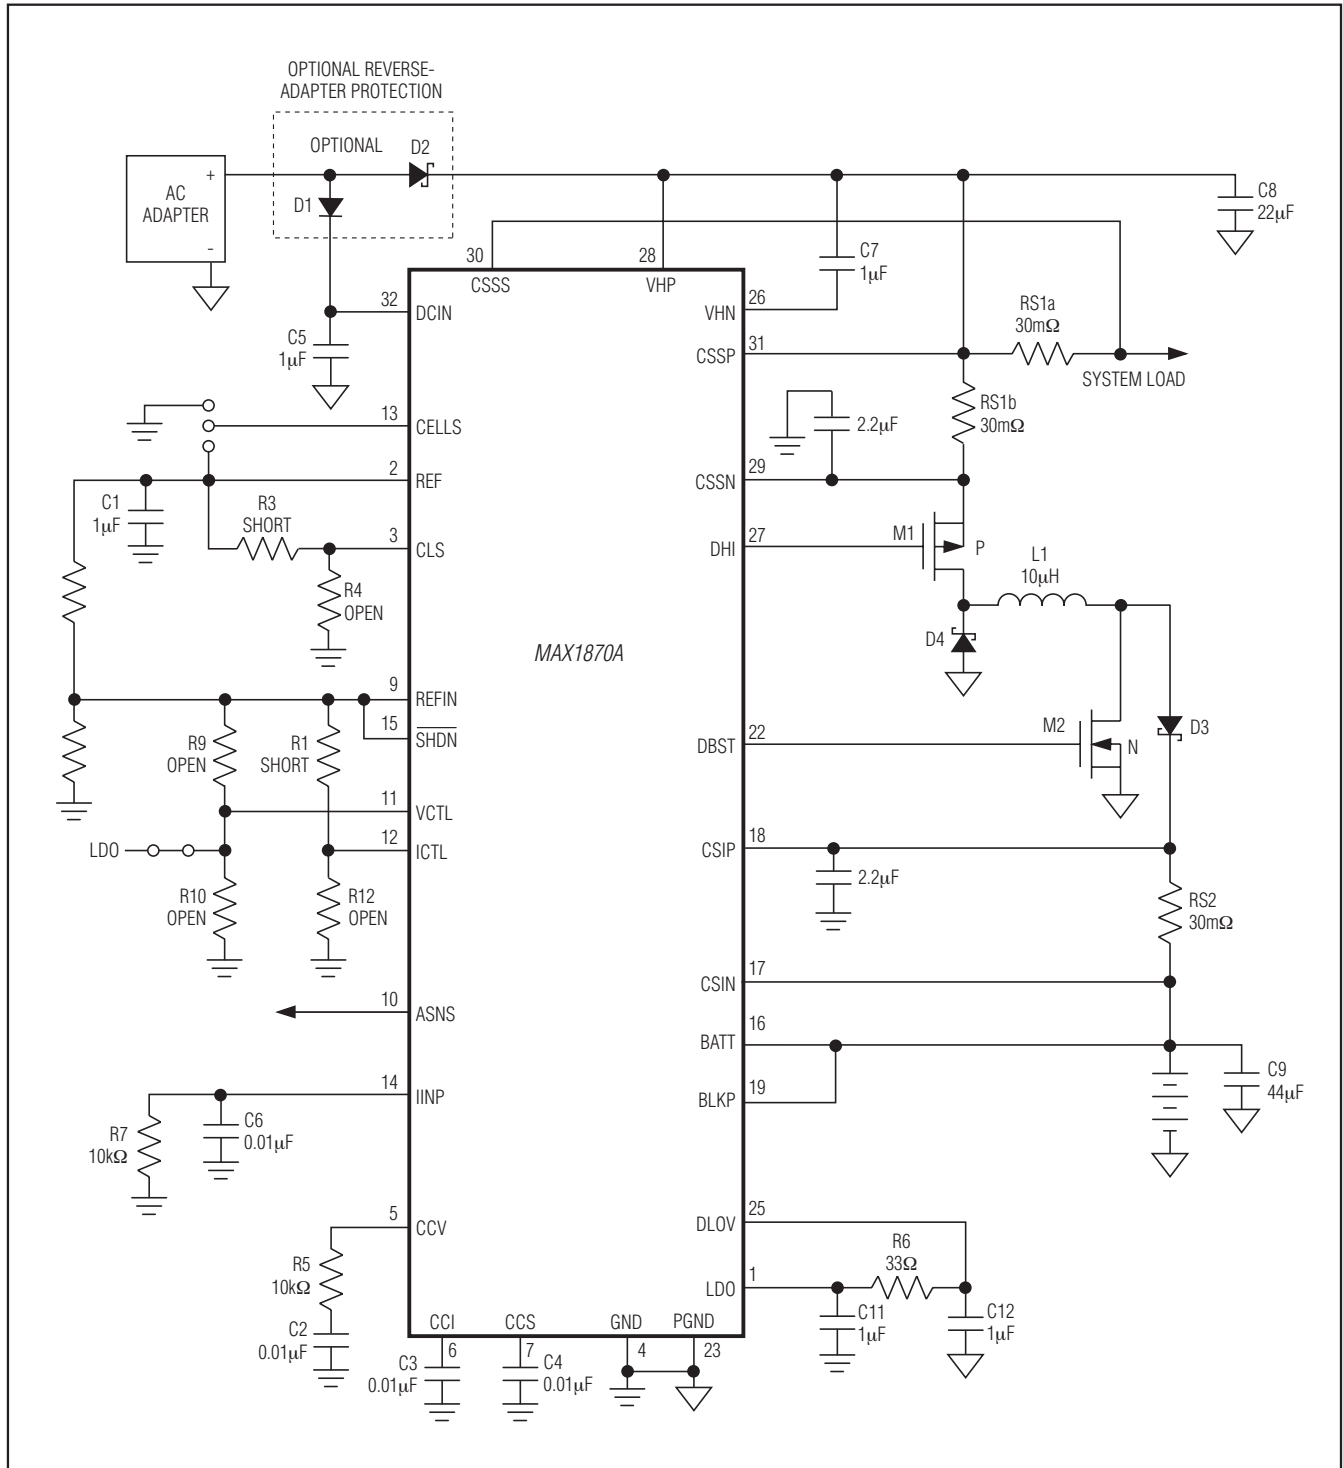 OPTIONAL REVERSE-
ADAPTER PROTECTION
OPTIONAL
D2
D1
+
AC
ADAPTER
-
C8
22µF
30
CSSS
28
VHP
C7
1µF
32
DCIN
26
VHN
C5
1µF
RS1a
30mΩ
31
CSSP
SYSTEM LOAD
13
CELLS
2.2µF
RS1b
30mΩ
2
REF
29
CSSN
C1
1µF
R3
SHORT
3
CLS
27
DHI
M1
P
L1
10µH
R4
OPEN
D4
MAX1870A
9
REFIN
15
SHDN
R9
OPEN
R1
SHORT
22
DBST
M2
N
D3
11
VCTL
LDO
12
ICTL
18
CSIP
2.2µF
R10
OPEN
R12
OPEN
RS2
30mΩ
17
CSIN
10
ASNS
16
BATT
14
IINP
19
BLKP
C9
44µF
R7
10kΩ
C6
0.01µF
5
CCV
25
DLOV
R5
10kΩ
R6
33Ω
1
LDO
C2
0.01µF
C11
1µF
C12
1µF
CCI
CCS
GND
PGND
6
7
4
23
C3
0.01µF
C4
0.01µF